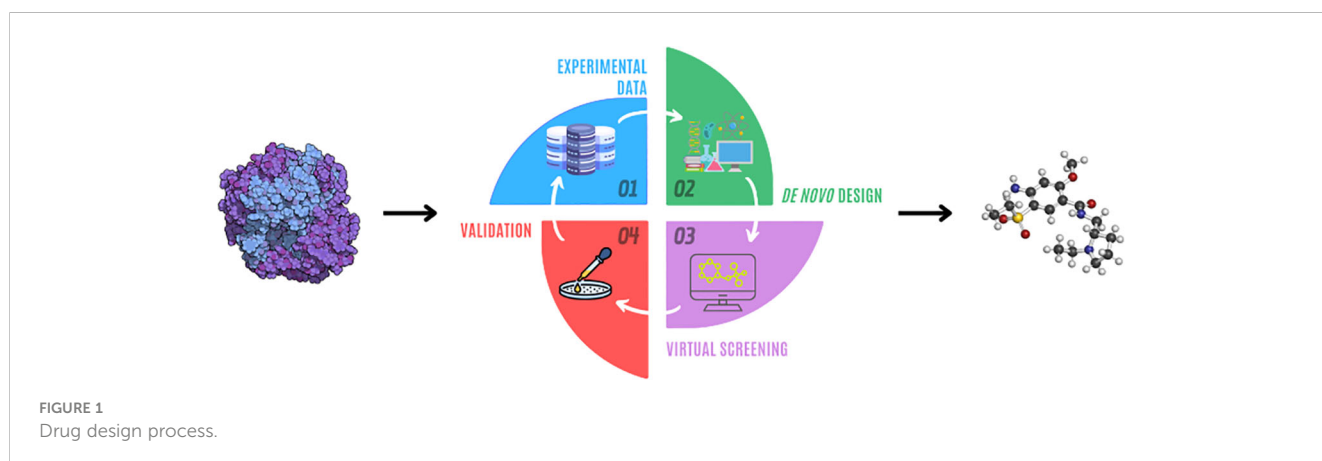 EXPERIMENTAL
DATA
01
02
DE NOVO DESIGN
VALIDATION
04
03
VIRTUAL SCREENING
FIGURE 1
Drug design process.